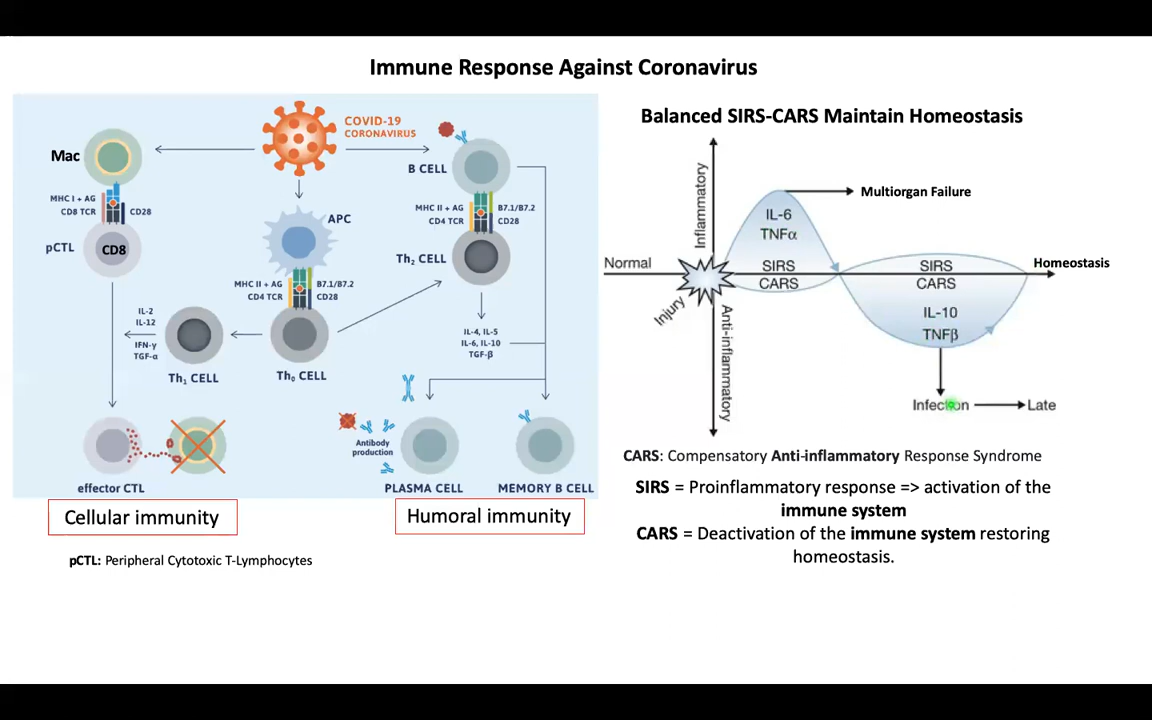 Immune Response Against Coronavirus
COVID-19
CORONAVIRUS
Mac
MHC I + AG
CD8 TCR
CD28
pCTL
CD8
APC
MHC II + AG
CD4 TCR
B7.1/B7.2
CD28
B CELL
MHC II + AG
CD4 TCR
B7.1/B7.2
CD28
Th₂ CELL
IL-2
IL-12
IFN-γ
TGF-α
Th₁ CELL
Th₀ CELL
IL-4, IL-5
IL-6, IL-10
TGF-β
Antibody
production
effector CTL
PLASMA CELL
MEMORY B CELL
Cellular immunity
Humoral immunity
pCTL: Peripheral Cytotoxic T-Lymphocytes
Balanced SIRS-CARS Maintain Homeostasis
Inflammatory
Multiorgan Failure
IL-6
TNFα
Normal
SIRS
CARS
SIRS
CARS
Homeostasis
Injury
Anti-inflammatory
IL-10
TNFβ
Infection
Late
CARS: Compensatory Anti-inflammatory Response Syndrome
SIRS = Proinflammatory response => activation of the
immune system
CARS = Deactivation of the immune system restoring
homeostasis.